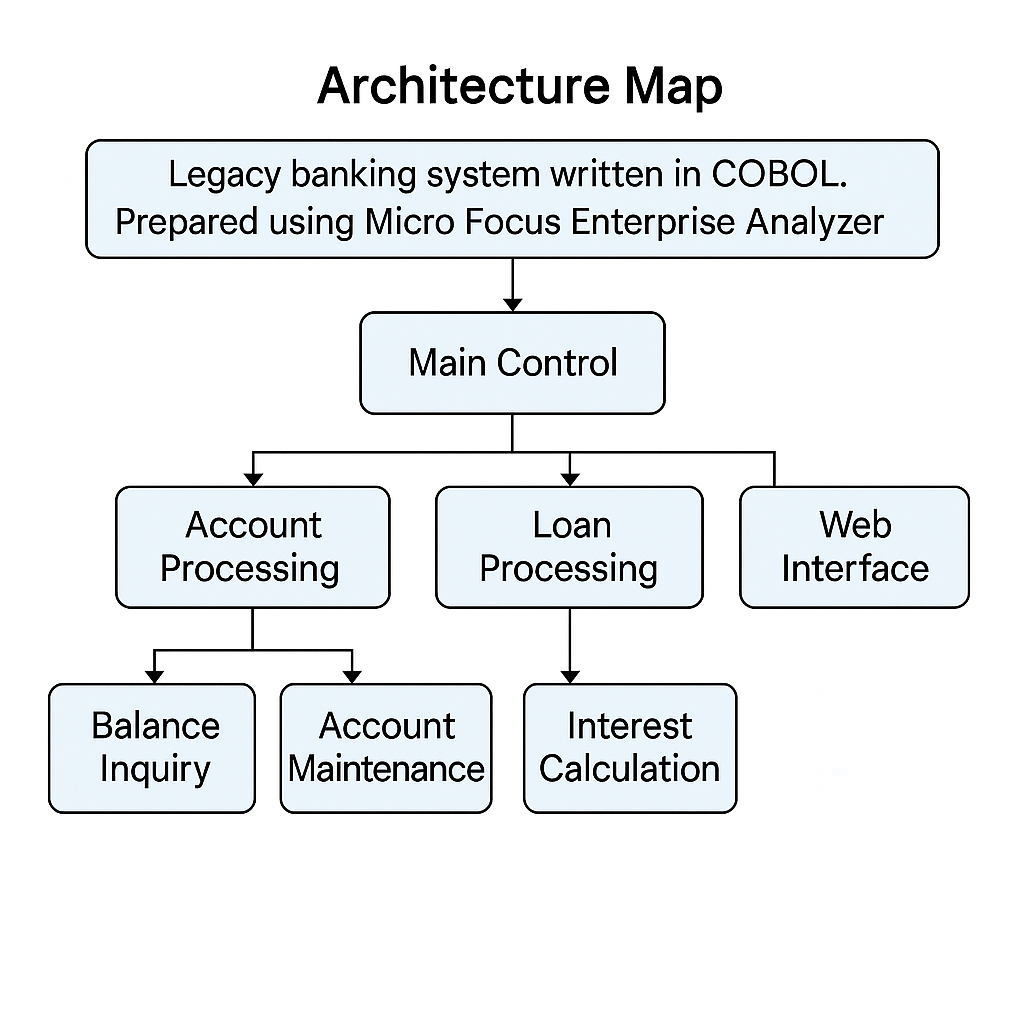 Architecture Map
Legacy banking system written in COBOL.
Prepared using Micro Focus Enterprise Analyzer
Main Control
Account
Processing
Loan
Processing
Web
Interface
Balance
Inquiry
Account
Maintenance
Interest
Calculation